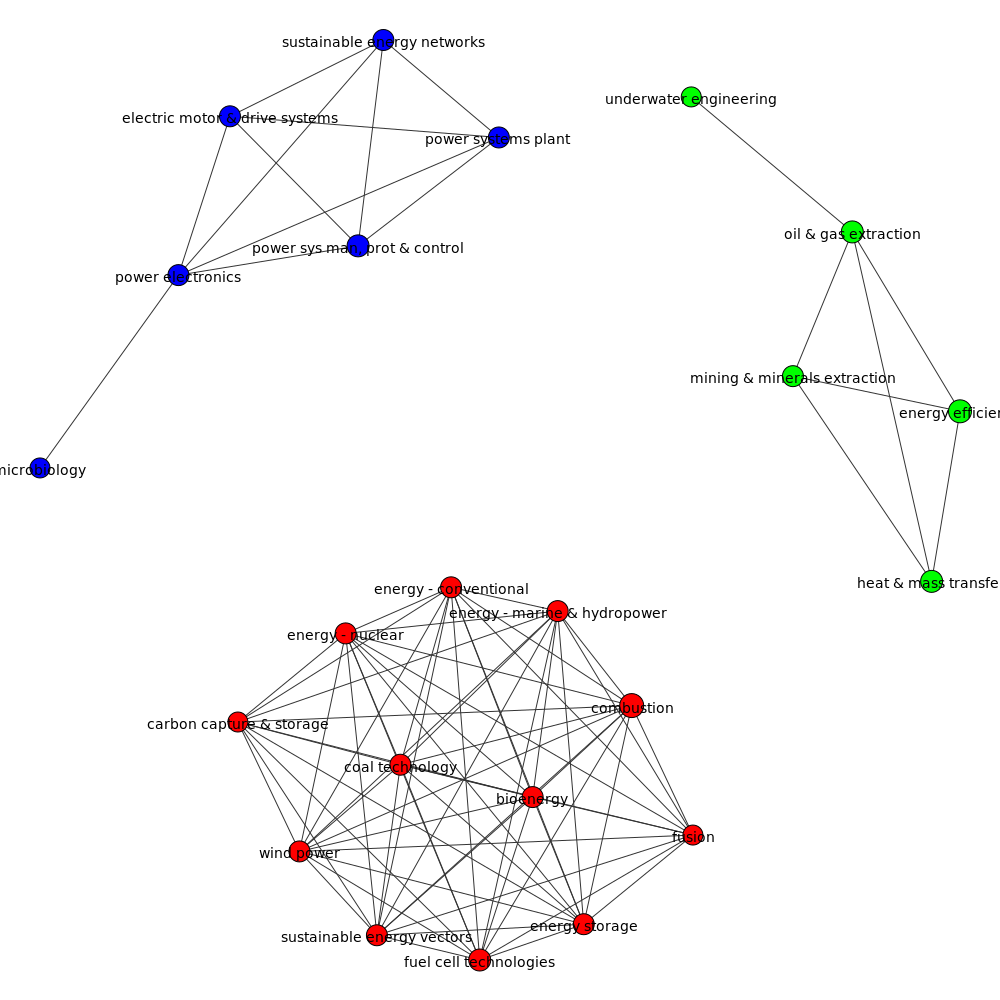 sustainable energy networks
underwater engineering
electric motor & drive systems
power systems plant
oil & gas extraction
power sys man, prot & control
power electronics
mining & minerals extraction
energy efficien
microbiology
heat & mass transfe
energy - conventional
energy - marine & hydropower
energy - nuclear
combustion
carbon capture & storage
coal technology
bioenergy
fusion
wind power
energy storage
sustainable energy vectors
fuel cell technologies